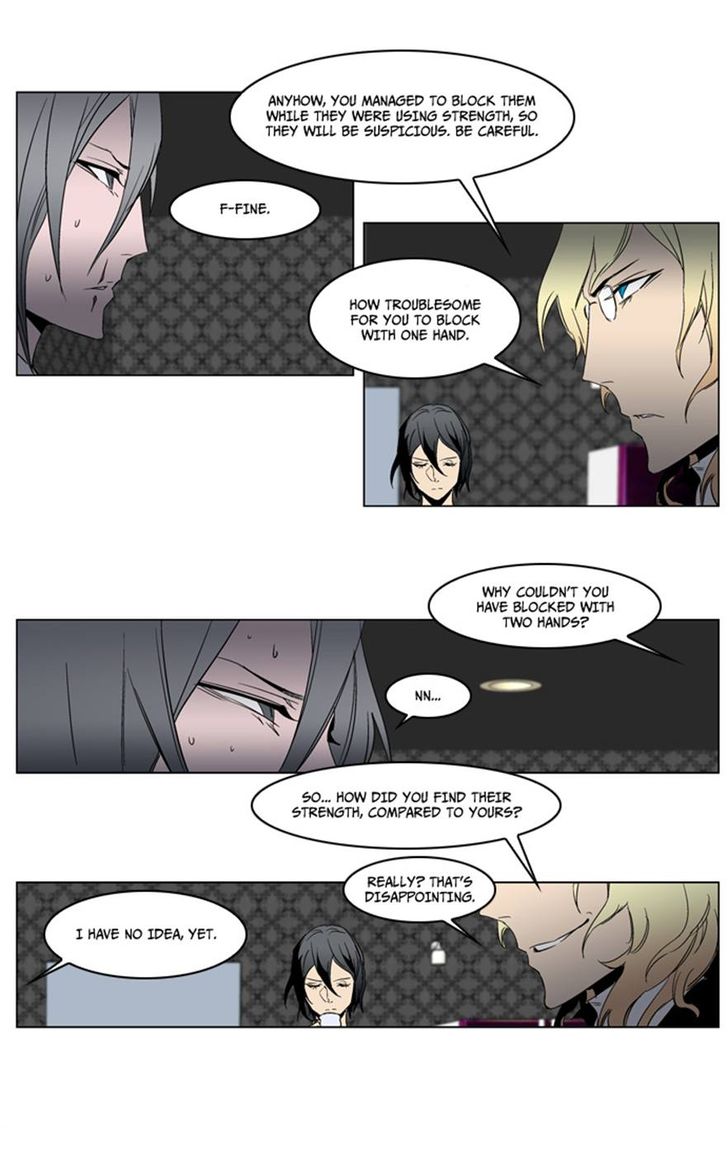 ANYHOW, YOU MANAGED TO BLOCK THEM
WHILE THEY WERE USING STRENGTH, SO
THEY WILL BE SUSPICIOUS. BE CAREFUL.
F-FINE.
HOW TROUBLESOME
FOR YOU TO BLOCK
WITH ONE HAND.
WHY COULDN'T YOU
HAVE BLOCKED WITH
TWO HANDS?
NN...
SO... HOW DID YOU FIND THEIR
STRENGTH, COMPARED TO YOURS?
I HAVE NO IDEA, YET.
REALLY? THAT'S
DISAPPOINTING.